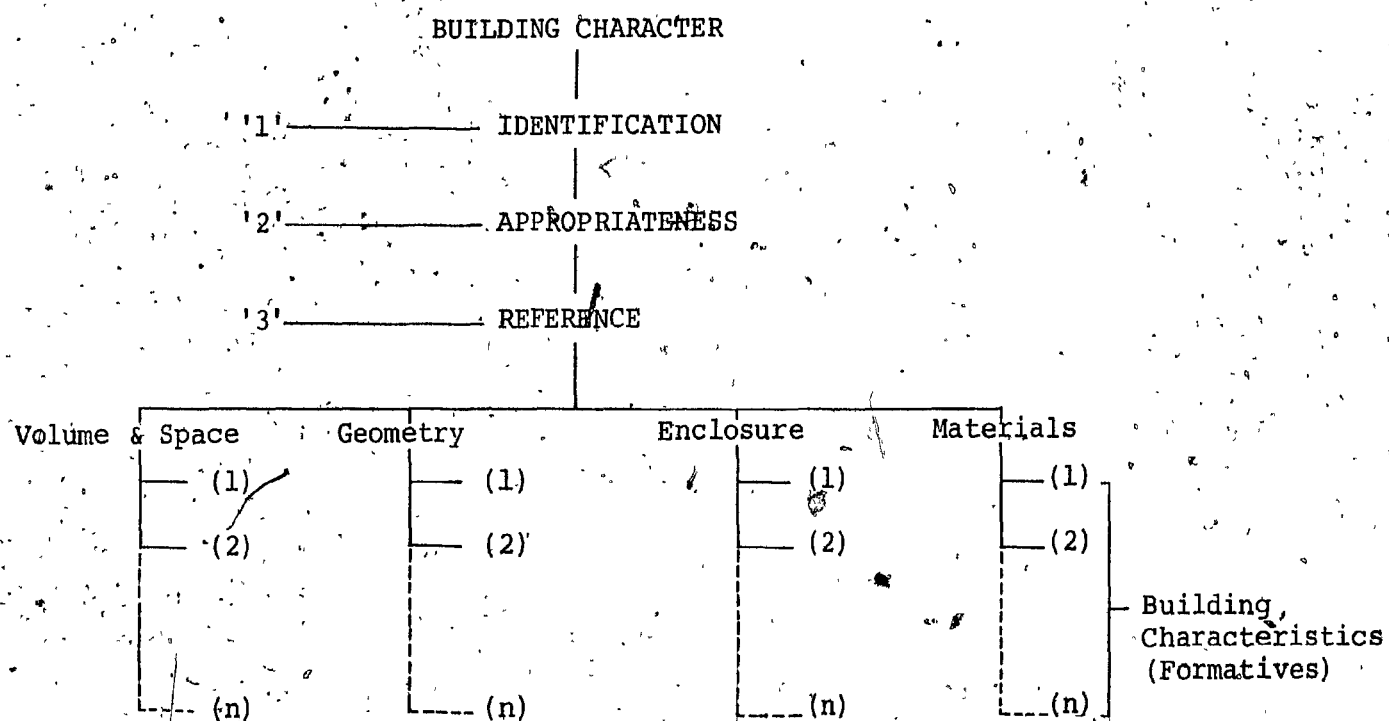 BUILDING CHARACTER
'1' IDENTIFICATION
'2' APPROPRIATENESS
'3' REFERENCE
Volume & Space Geometry Enclosure Materials
(1) (1) (1) (1)
(2) (2) (2) (2)
Building,
Characteristics
(Formatives)
(n) (n) (n) (n)